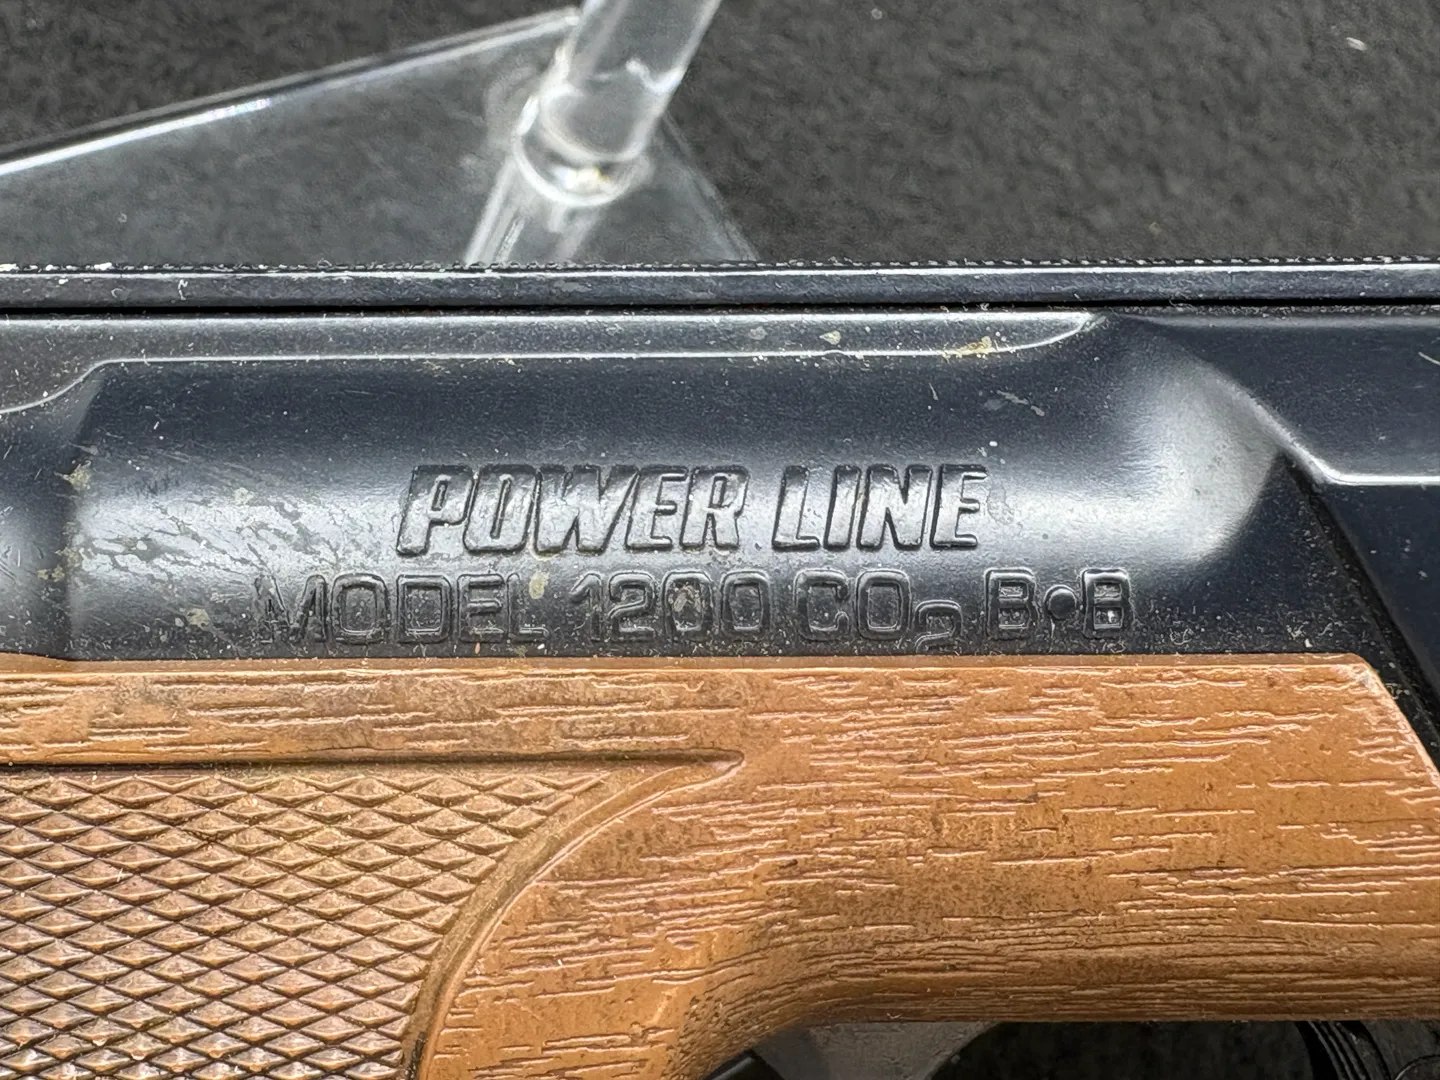 POWER LINE
MODEL 1200 CO₂ B•B